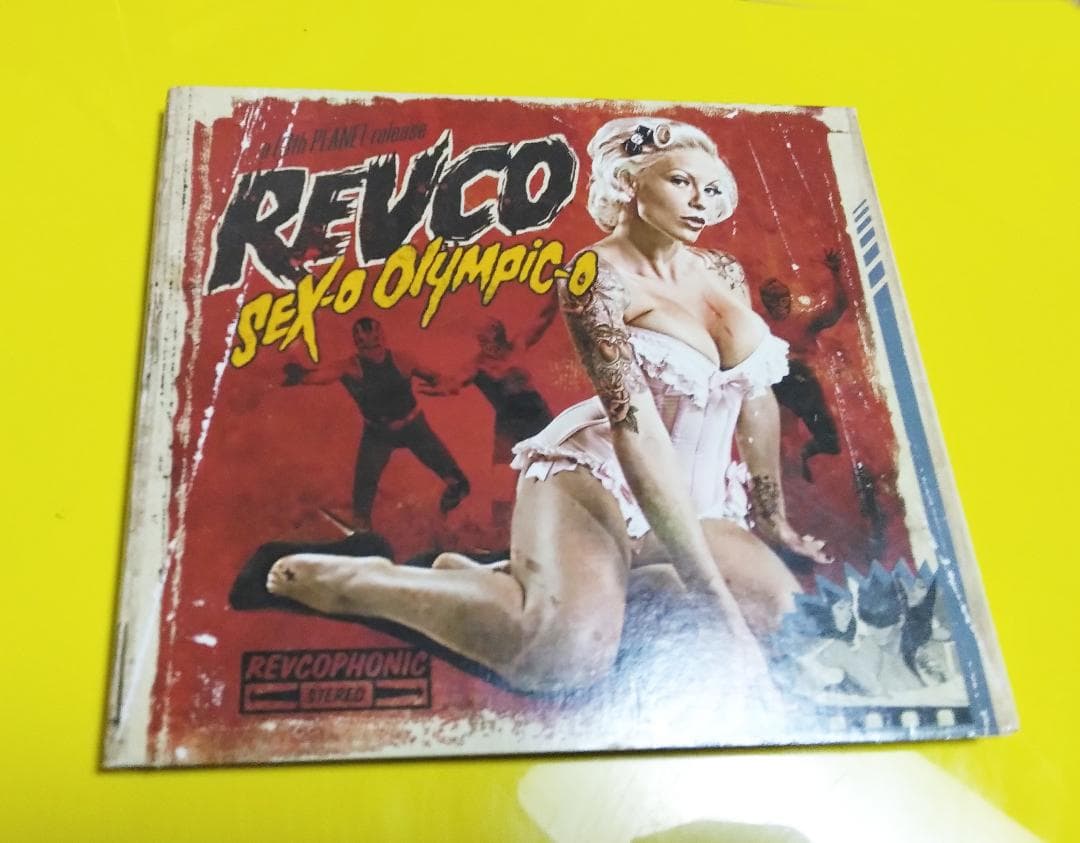 a 13th PLANET release
REVCO
SEX-O OlYMPiC-O
REVCOPHONIC
STEREO